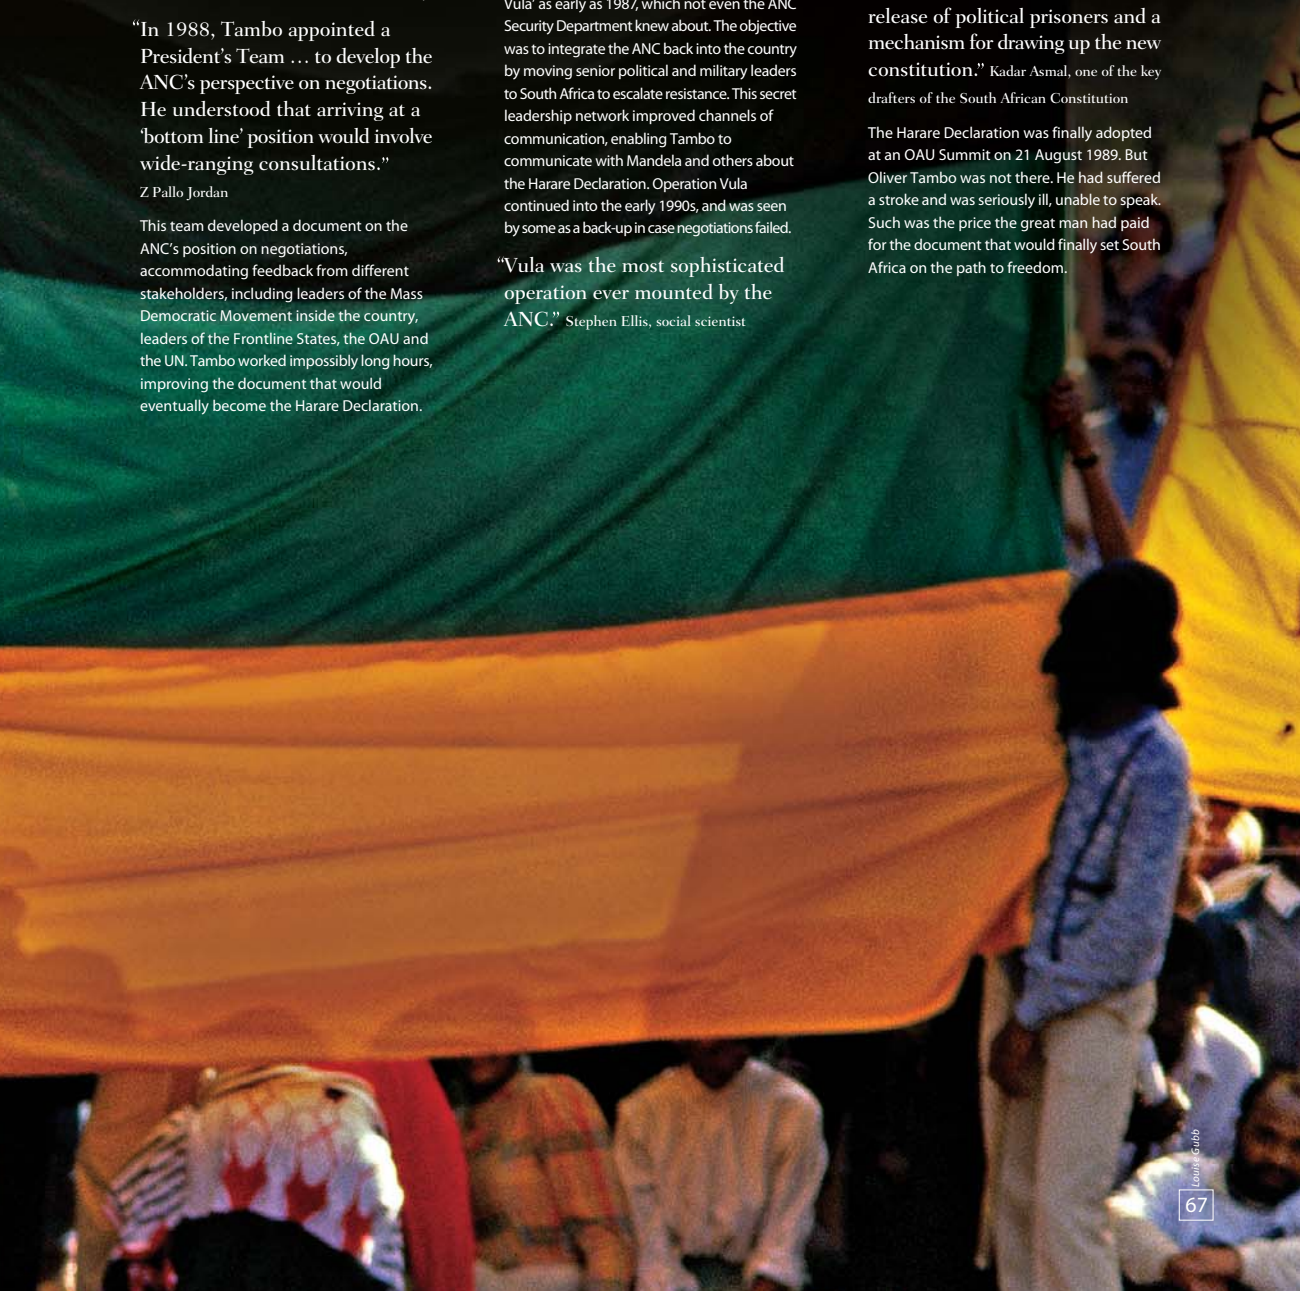 “In 1988, Tambo appointed a
President’s Team … to develop the
ANC’s perspective on negotiations.
He understood that arriving at a
‘bottom line’ position would involve
wide-ranging consultations.”
Z Pallo Jordan
This team developed a document on the
ANC’s position on negotiations,
accommodating feedback from different
stakeholders, including leaders of the Mass
Democratic Movement inside the country,
leaders of the Frontline States, the OAU and
the UN. Tambo worked impossibly long hours,
improving the document that would
eventually become the Harare Declaration.
Vula’ as early as 1987, which not even the ANC
Security Department knew about. The objective
was to integrate the ANC back into the country
by moving senior political and military leaders
to South Africa to escalate resistance. This secret
leadership network improved channels of
communication, enabling Tambo to
communicate with Mandela and others about
the Harare Declaration. Operation Vula
continued into the early 1990s, and was seen
by some as a back-up in case negotiations failed.
“Vula was the most sophisticated
operation ever mounted by the
ANC.” Stephen Ellis, social scientist
release of political prisoners and a
mechanism for drawing up the new
constitution.” Kadar Asmal, one of the key
drafters of the South African Constitution
The Harare Declaration was finally adopted
at an OAU Summit on 21 August 1989. But
Oliver Tambo was not there. He had suffered
a stroke and was seriously ill, unable to speak.
Such was the price the great man had paid
for the document that would finally set South
Africa on the path to freedom.
Louise Gubb
67